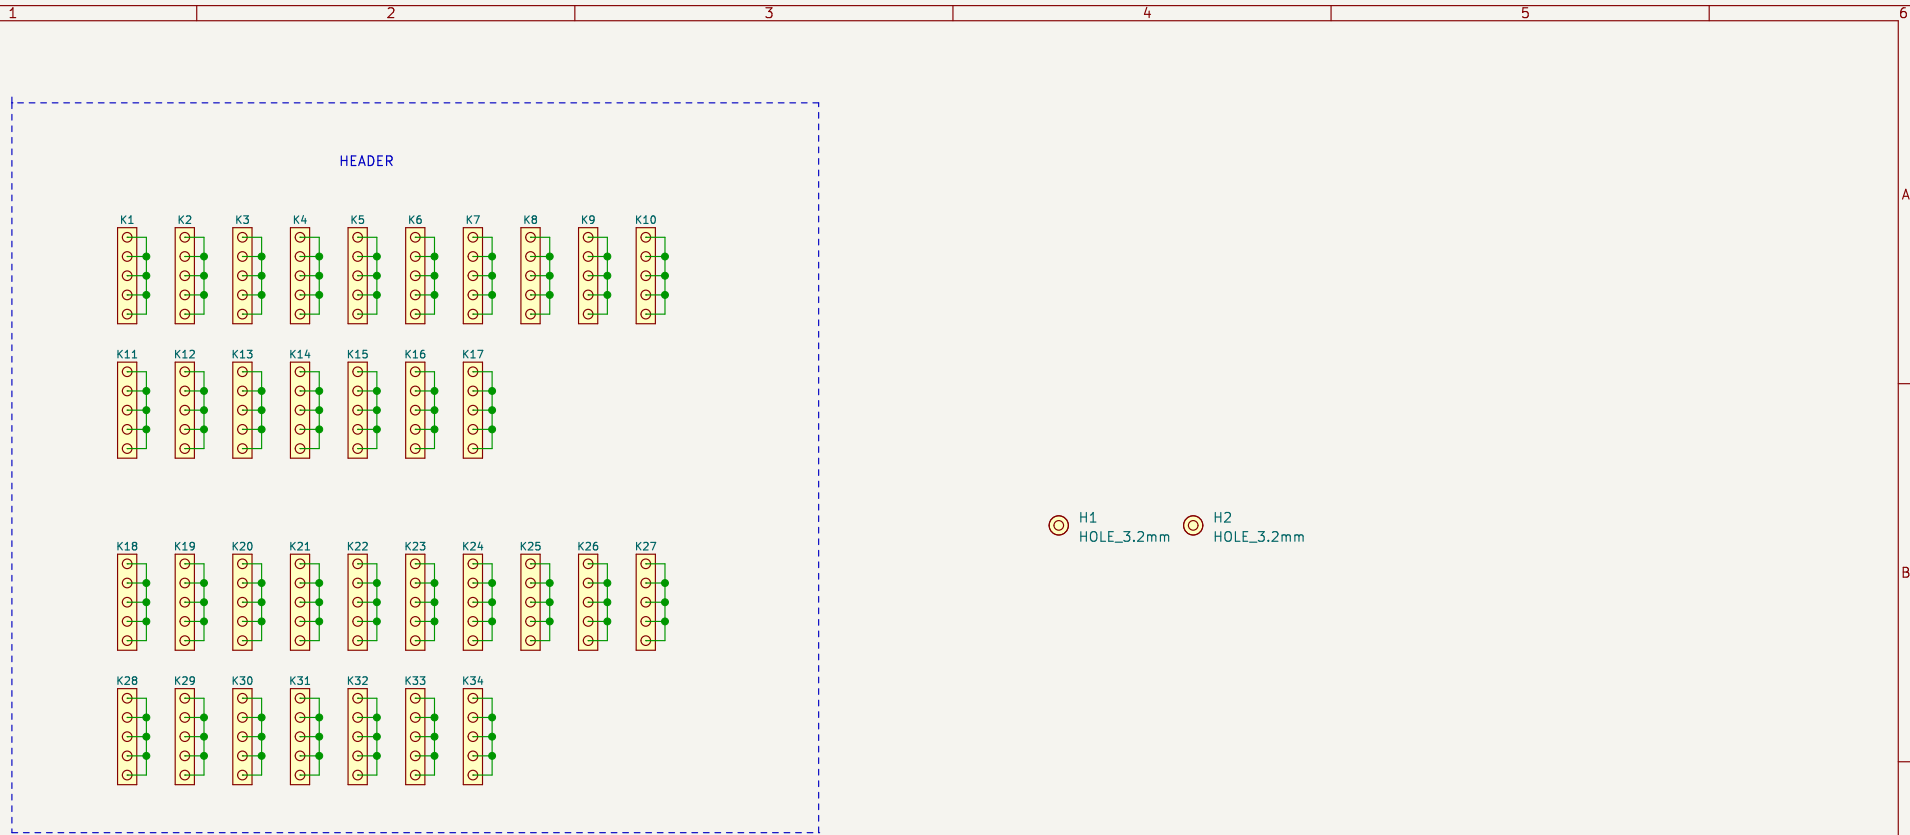 1 2 3 4 5 6
HEADER
A
K1 K2 K3 K4 K5 K6 K7 K8 K9 K10
K11 K12 K13 K14 K15 K16 K17
H1 H2
HOLE_3.2mm HOLE_3.2mm
K18 K19 K20 K21 K22 K23 K24 K25 K26 K27
B
K28 K29 K30 K31 K32 K33 K34